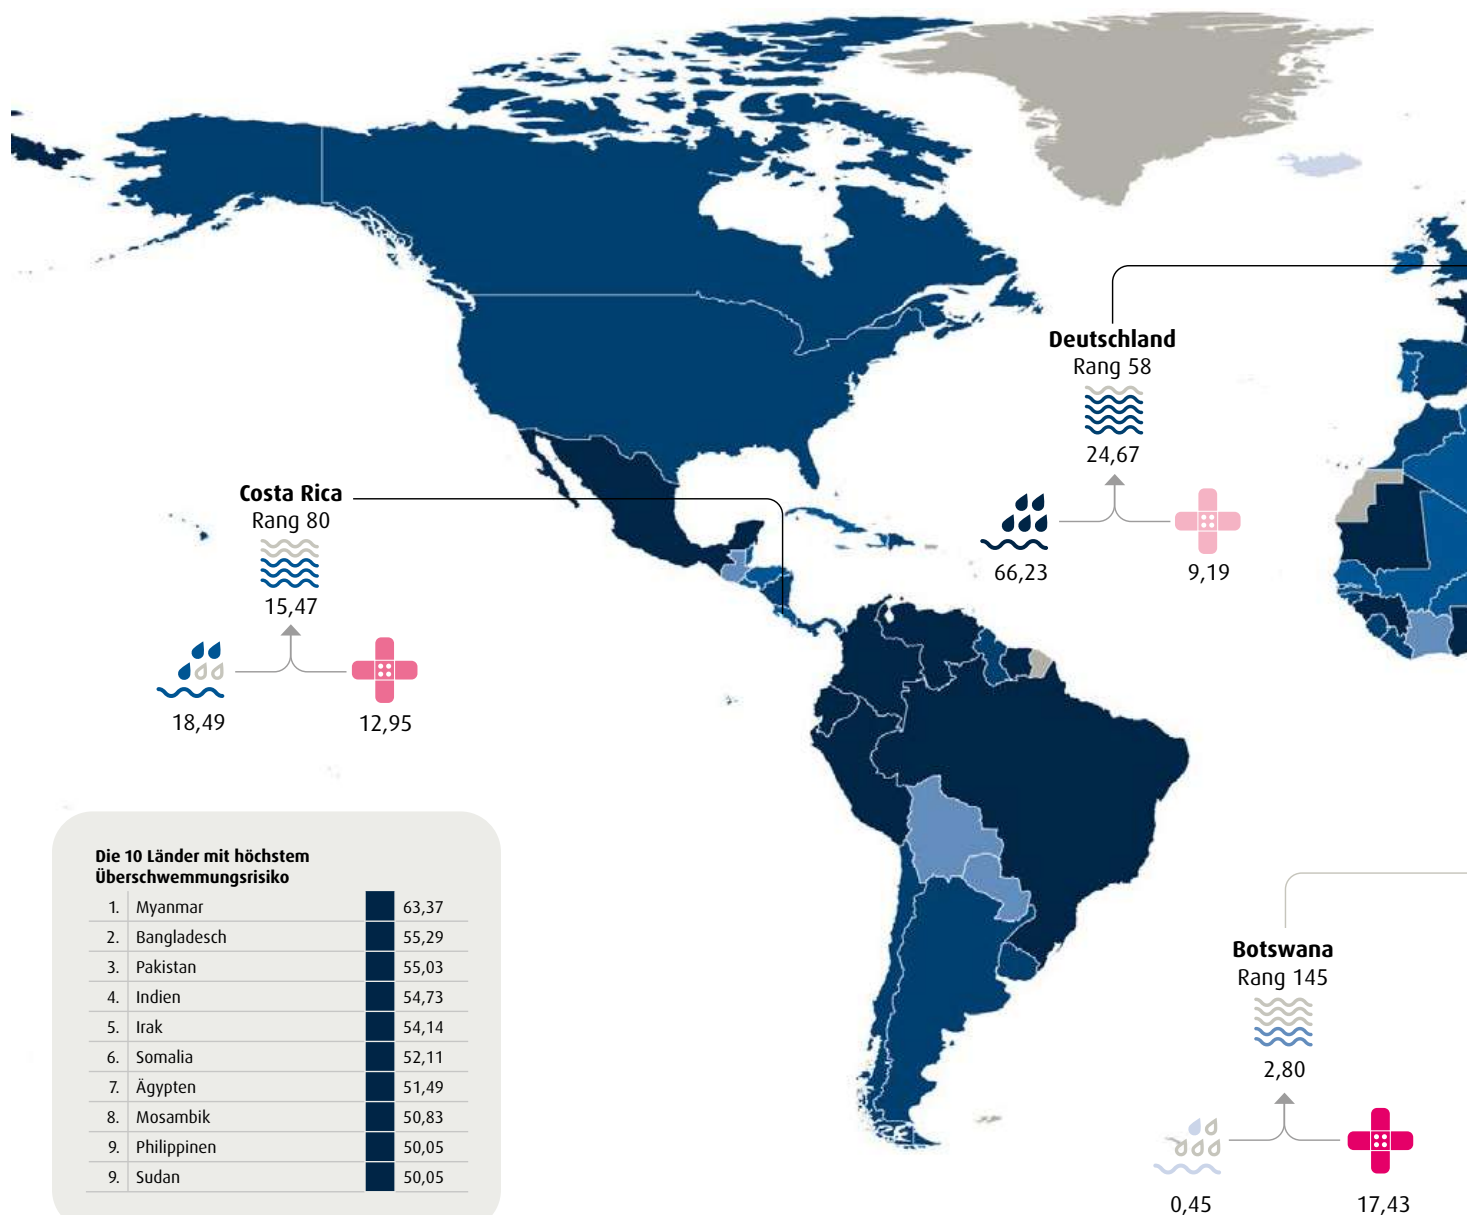 Deutschland
Rang 58
24,67
66,23
9,19
Costa Rica
Rang 80
15,47
18,49
12,95
Die 10 Länder mit höchstem
Überschwemmungsrisiko
1. Myanmar 63,37
2. Bangladesch 55,29
3. Pakistan 55,03
4. Indien 54,73
5. Irak 54,14
6. Somalia 52,11
7. Ägypten 51,49
8. Mosambik 50,83
9. Philippinen 50,05
9. Sudan 50,05
Botswana
Rang 145
2,80
0,45
17,43